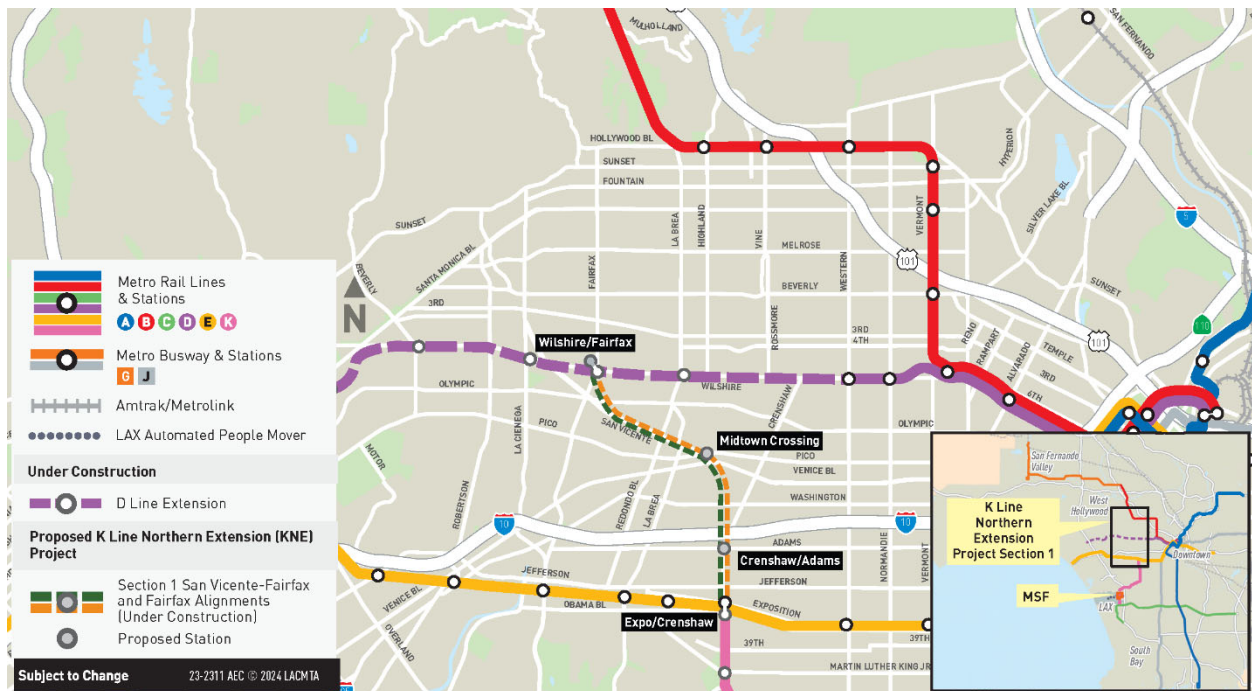 MULHOLLAND
SAN FERNANDO
HOLLYWOOD BL
SUNSET
FOUNTAIN
HYPERION
SILVER LAKE BL
5
SUNSET
SANTA MONICA BL
BEVERLY
FAIRFAX
LA BREA
HIGHLAND
VINE
MELROSE
WESTERN
VERMONT
101
BEVERLY
SUNSET
110
3RD
ROSSMORE
3RD
4TH
RENO
RAMPART
ALVARADO
TEMPLE
3RD
6TH
101
N
Wilshire/Fairfax
WILSHIRE
OLYMPIC
LA CIENEGA
PICO
SAN VICENTE
CRENSHAW
OLYMPIC
Midtown Crossing
PICO
VENICE BL
WASHINGTON
MOTOR
ROBERTSON
REDONDO BL
LA BREA
10
10
ADAMS
Crenshaw/Adams
NORMANDIE
VERMONT
JEFFERSON
JEFFERSON
VENICE BL
OBAMA BL
EXPOSITION
Expo/Crenshaw
OVERLAND
39TH
39TH
MARTIN LUTHER KING JR
Metro Rail Lines
& Stations
A B C D E K
Metro Busway & Stations
G J
Amtrak/Metrolink
LAX Automated People Mover
Under Construction
D Line Extension
Proposed K Line Northern Extension (KNE)
Project
Section 1 San Vicente-Fairfax
and Fairfax Alignments
(Under Construction)
Proposed Station
Subject to Change 23-2311 AEC © 2024 LACMTA
San Fernando
Valley
West
Hollywood
K Line
Northern
Extension
Project Section 1
Downtown
MSF
LAX
South
Bay